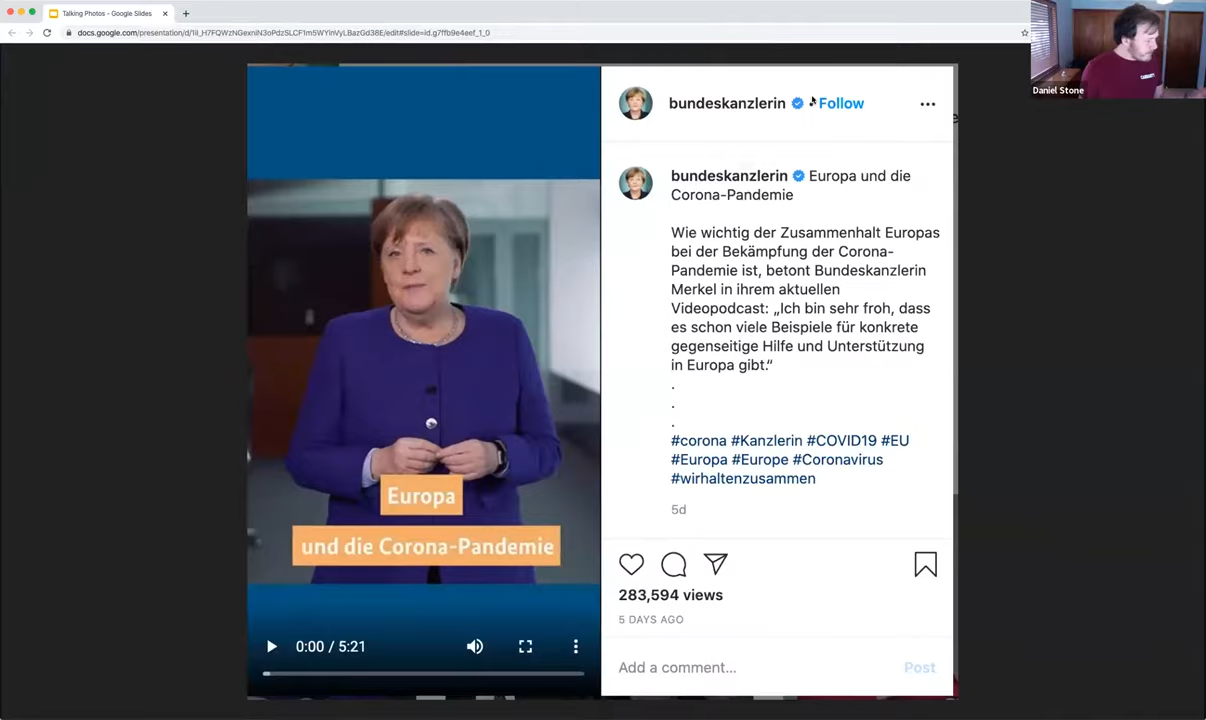 Talking Photos - Google Slides
docs.google.com/presentation/d/1il_H7FQWzNGexniN3oPdzSLCF1m5WYinVyLBazGd38E/edit#slide=id.g7ffb9e4eef_1_0
Daniel Stone
bundeskanzlerin Follow
bundeskanzlerin Europa und die
Corona-Pandemie
Wie wichtig der Zusammenhalt Europas
bei der Bekämpfung der Corona-
Pandemie ist, betont Bundeskanzlerin
Merkel in ihrem aktuellen
Videopodcast: „Ich bin sehr froh, dass
es schon viele Beispiele für konkrete
gegenseitige Hilfe und Unterstützung
in Europa gibt.“
.
.
.
#corona #Kanzlerin #COVID19 #EU
#Europa #Europe #Coronavirus
#wirhaltenzusammen
5d
283,594 views
5 DAYS AGO
Add a comment... Post
Europa
und die Corona-Pandemie
0:00 / 5:21